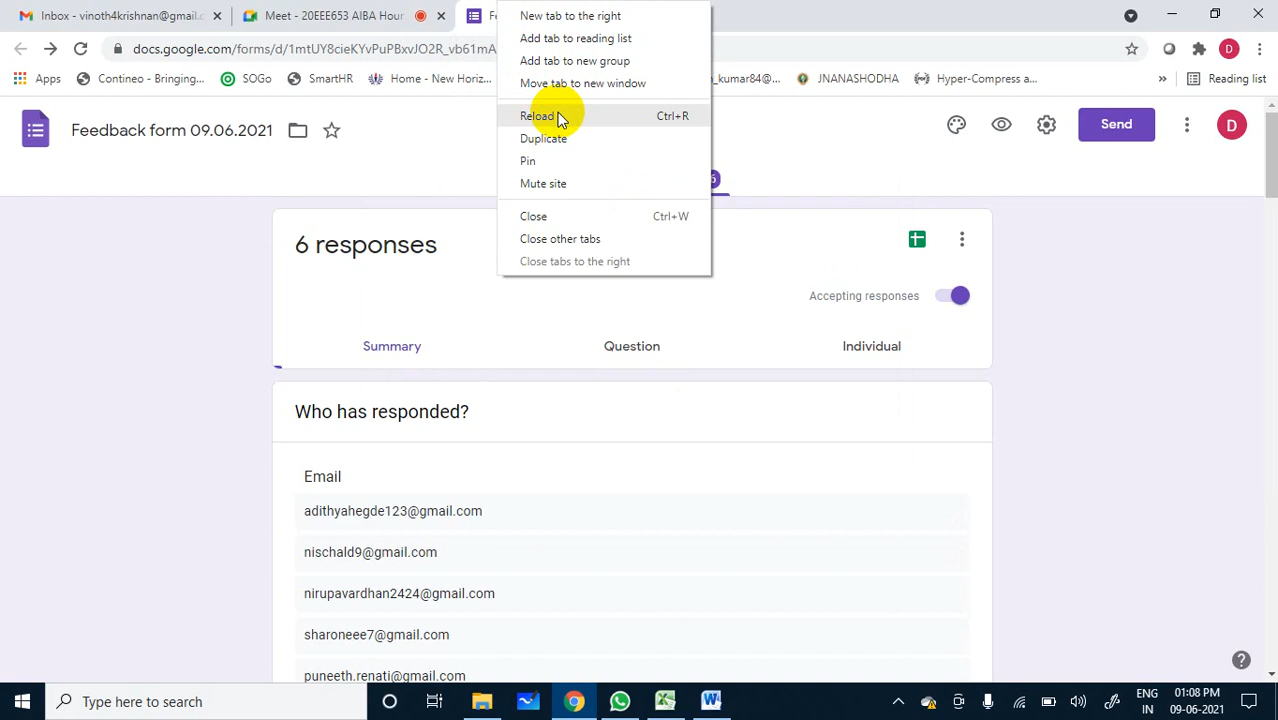 Inbox - vinoth4krishnan@gmail.c
Meet - 20EEE653 AIBA Hour
Fe
New tab to the right
Add tab to reading list
Add tab to new group
Move tab to new window
Reload Ctrl+R
Duplicate
Pin
Mute site
Close Ctrl+W
Close other tabs
Close tabs to the right
docs.google.com/forms/d/1mtUY8cieKYvPuPBxvJO2R_vb61mA
D
Apps
Contineo - Bringing...
SOGo
SmartHR
Home - New Horiz...
_kumar84@...
JNANASHODHA
Hyper-Compress a...
»
Reading list
Feedback form 09.06.2021
Send
D
6
6 responses
Accepting responses
Summary
Question
Individual
Who has responded?
Email
adithyahegde123@gmail.com
nischald9@gmail.com
nirupavardhan2424@gmail.com
sharoneee7@gmail.com
puneeth.renati@gmail.com
Type here to search
ENG
IN
01:08 PM
09-06-2021